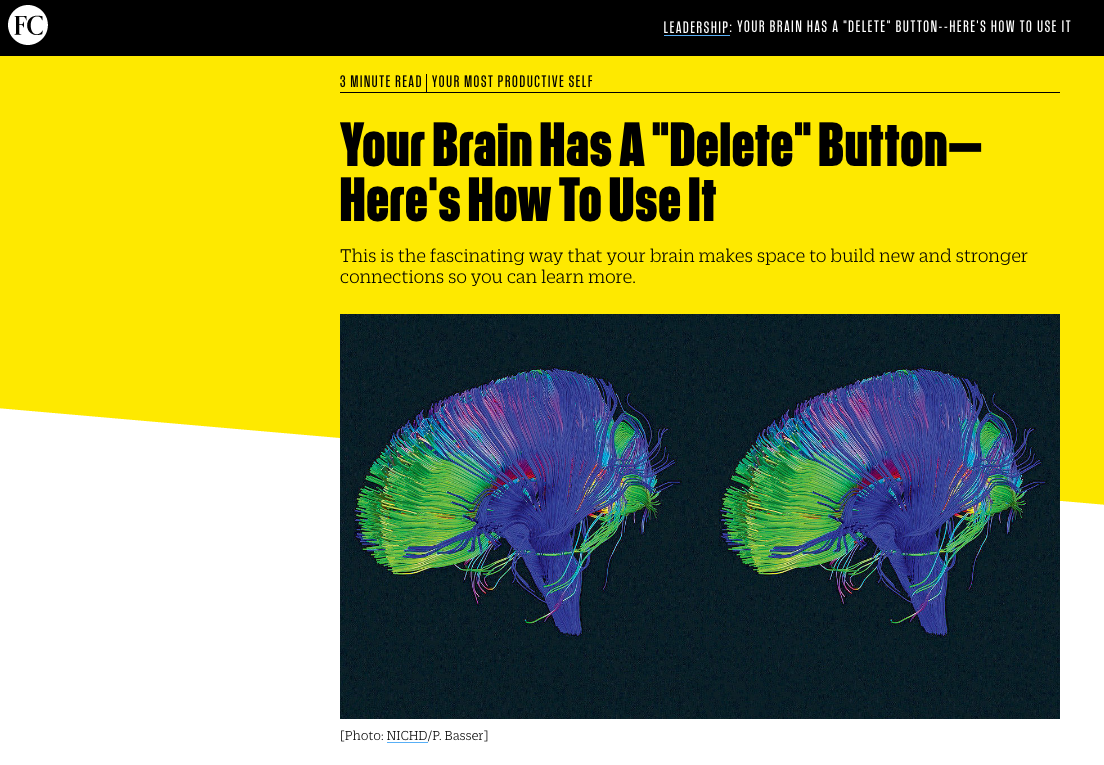 FC
LEADERSHIP: YOUR BRAIN HAS A "DELETE" BUTTON--HERE'S HOW TO USE IT
3 MINUTE READ | YOUR MOST PRODUCTIVE SELF
Your Brain Has A "Delete" Button—
Here's How To Use It
This is the fascinating way that your brain makes space to build new and stronger
connections so you can learn more.
[Photo: NICHD/P. Basser]